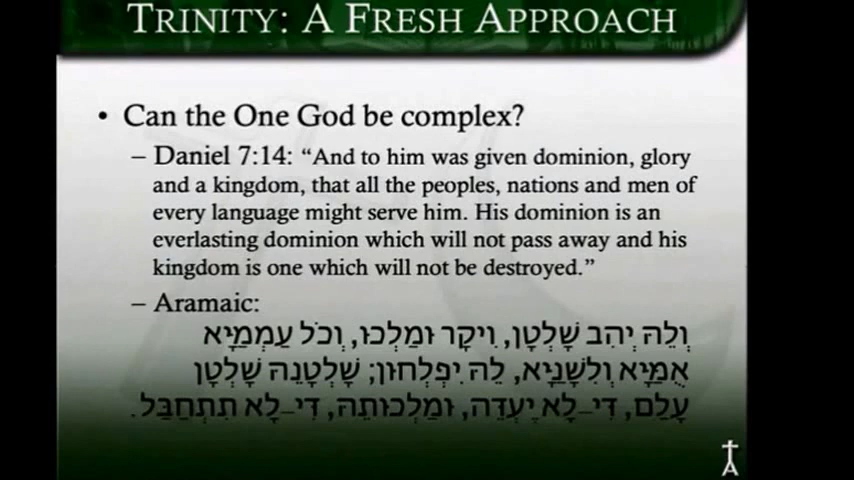 TRINITY: A FRESH APPROACH
• Can the One God be complex?
– Daniel 7:14: “And to him was given dominion, glory
and a kingdom, that all the peoples, nations and men of
every language might serve him. His dominion is an
everlasting dominion which will not pass away and his
kingdom is one which will not be destroyed.”
– Aramaic:
וְלֵהּ יְהִב שָׁלְטָן, וִיקָר וּמַלְכוּ, וְכֹל עַמְמַיָּא
אֻמַּיָּא וְלִשָּׁנַיָּא, לֵהּ יִפְלְחוּן; שָׁלְטָנֵהּ שָׁלְטָן
עָלַם, דִּי-לָא יֶעְדֵּה, וּמַלְכוּתֵהּ, דִּי-לָא תִתְחַבַּל.